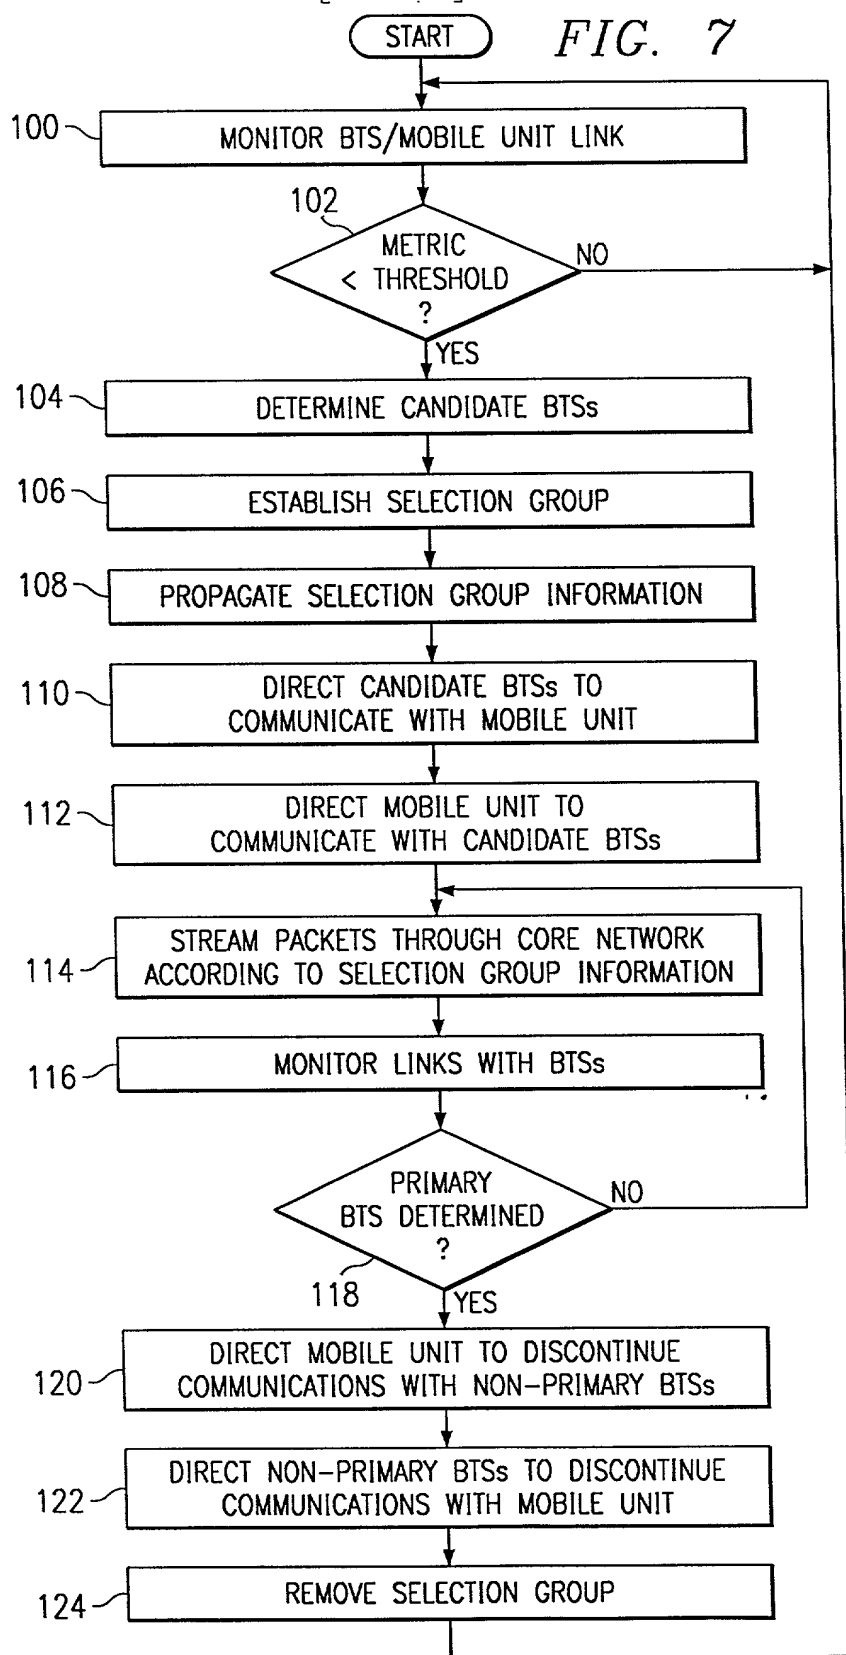 START
FIG. 7
100
MONITOR BTS/MOBILE UNIT LINK
102
METRIC
< THRESHOLD
?
NO
YES
104
DETERMINE CANDIDATE BTSs
106
ESTABLISH SELECTION GROUP
108
PROPAGATE SELECTION GROUP INFORMATION
110
DIRECT CANDIDATE BTSs TO
COMMUNICATE WITH MOBILE UNIT
112
DIRECT MOBILE UNIT TO
COMMUNICATE WITH CANDIDATE BTSs
114
STREAM PACKETS THROUGH CORE NETWORK
ACCORDING TO SELECTION GROUP INFORMATION
116
MONITOR LINKS WITH BTSs
PRIMARY
BTS DETERMINED
?
NO
118
YES
120
DIRECT MOBILE UNIT TO DISCONTINUE
COMMUNICATIONS WITH NON-PRIMARY BTSs
122
DIRECT NON-PRIMARY BTSs TO DISCONTINUE
COMMUNICATIONS WITH MOBILE UNIT
124
REMOVE SELECTION GROUP